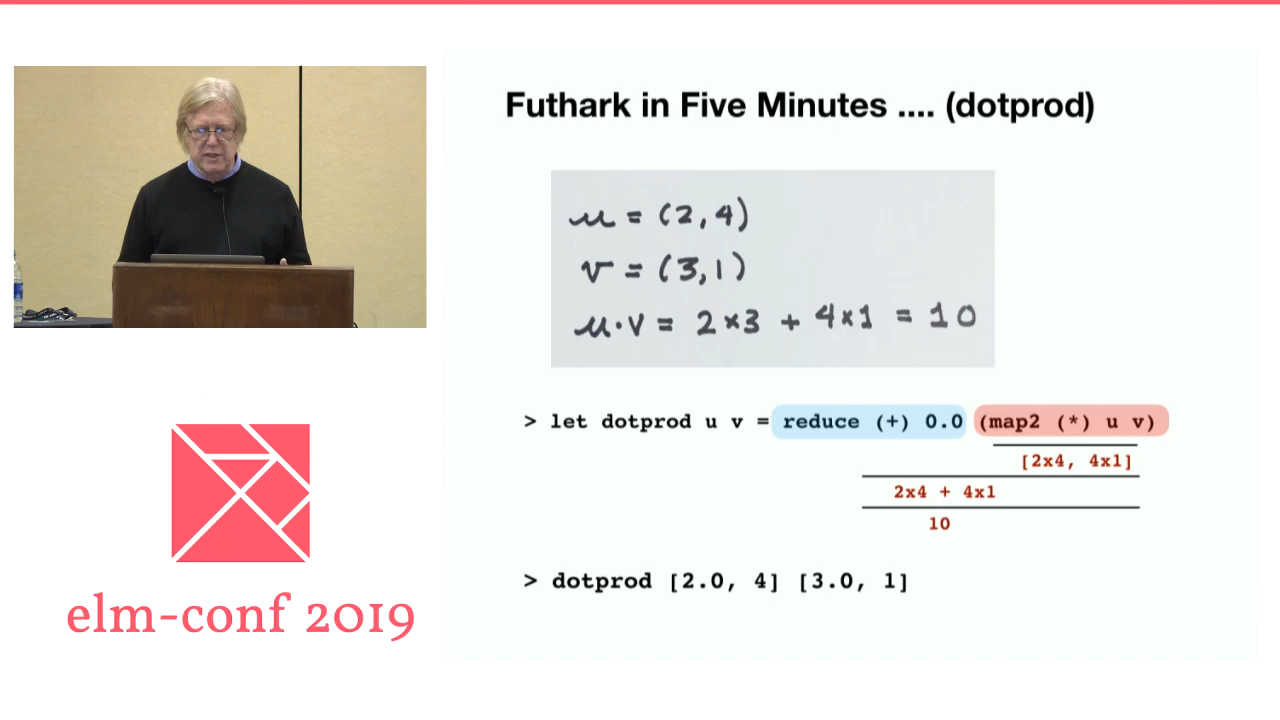 Futhark in Five Minutes .... (dotprod)
u = (2,4)
v = (3,1)
u·v = 2×3 + 4×1 = 10
> let dotprod u v = reduce (+) 0.0 (map2 (*) u v)
[2x4, 4x1]
2x4 + 4x1
10
> dotprod [2.0, 4] [3.0, 1]
elm-conf 2019